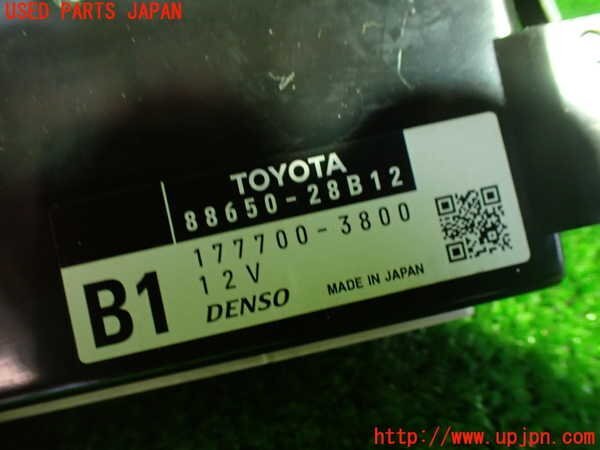 USED PARTS JAPAN
TOYOTA
88650-28B12
177700-3800
12V
B1
DENSO
MADE IN JAPAN
http://www.upjpn.com